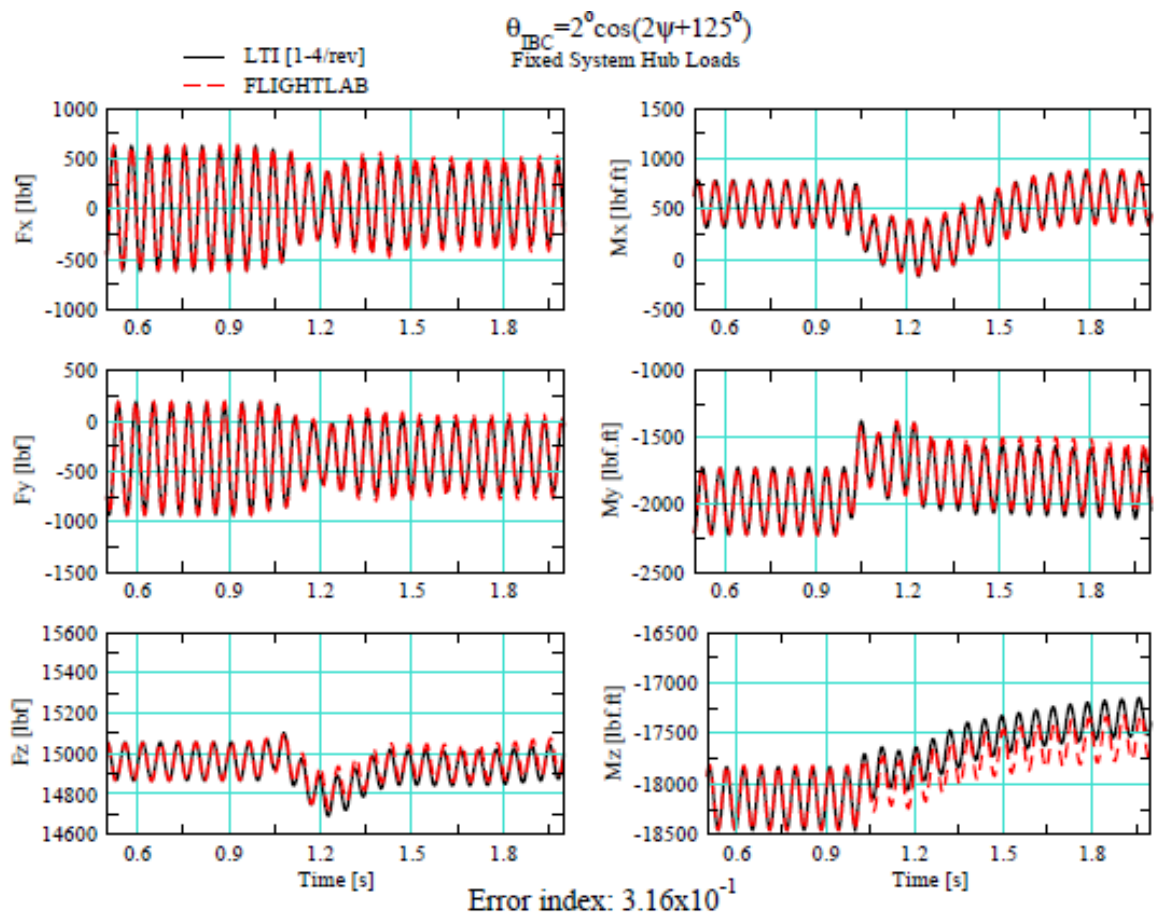 θIBC=2°cos(2ψ+125°)
Fixed System Hub Loads
LTI [1-4/rev]
FLIGHTLAB
Fx [lbf]
1000
500
0
-500
-1000
0.6 0.9 1.2 1.5 1.8
Mx [lbf.ft]
1500
1000
500
0
-500
0.6 0.9 1.2 1.5 1.8
Fy [lbf]
500
0
-500
-1000
-1500
0.6 0.9 1.2 1.5 1.8
My [lbf.ft]
-1000
-1500
-2000
-2500
0.6 0.9 1.2 1.5 1.8
Fz [lbf]
15600
15400
15200
15000
14800
14600
0.6 0.9 1.2 1.5 1.8
Time [s]
Mz [lbf.ft]
-16500
-17000
-17500
-18000
-18500
0.6 0.9 1.2 1.5 1.8
Time [s]
Error index: 3.16x10-1